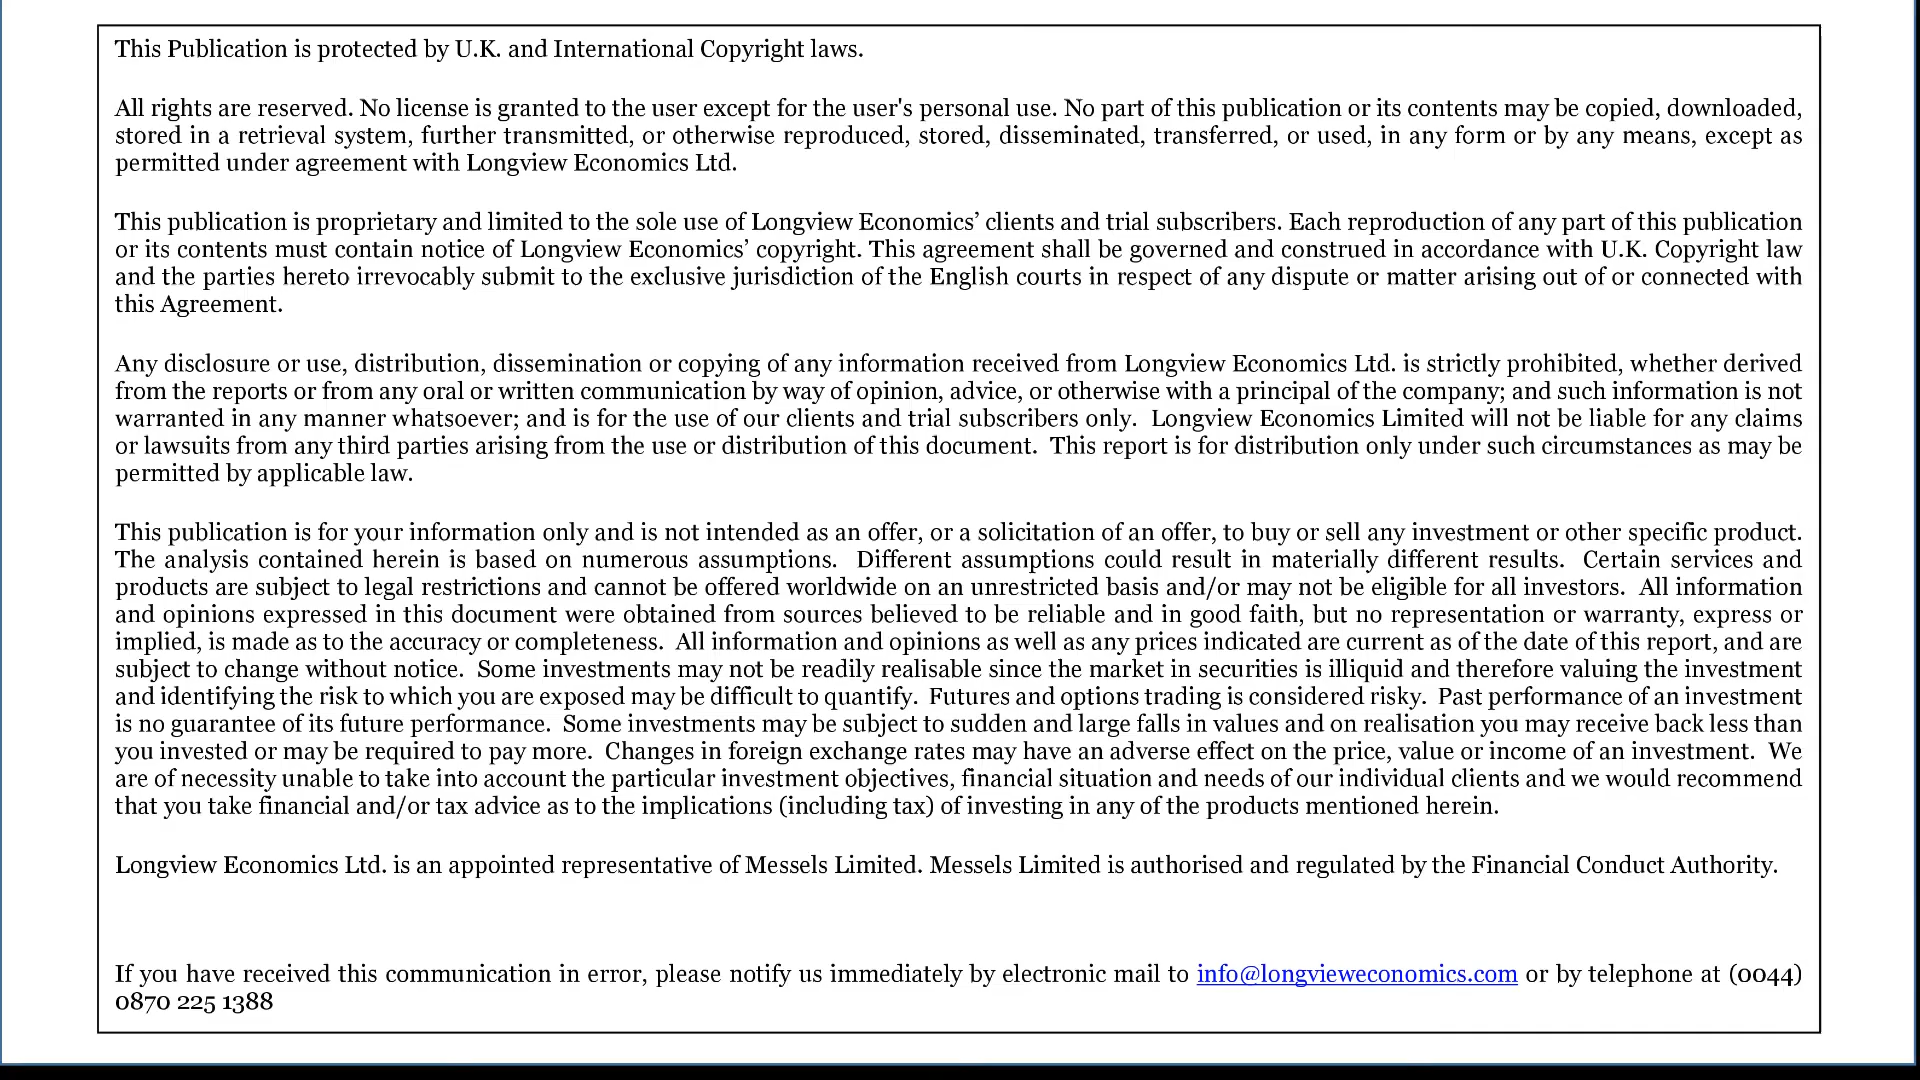 This Publication is protected by U.K. and International Copyright laws.
All rights are reserved. No license is granted to the user except for the user's personal use. No part of this publication or its contents may be copied, downloaded,
stored in a retrieval system, further transmitted, or otherwise reproduced, stored, disseminated, transferred, or used, in any form or by any means, except as
permitted under agreement with Longview Economics Ltd.
This publication is proprietary and limited to the sole use of Longview Economics’ clients and trial subscribers. Each reproduction of any part of this publication
or its contents must contain notice of Longview Economics’ copyright. This agreement shall be governed and construed in accordance with U.K. Copyright law
and the parties hereto irrevocably submit to the exclusive jurisdiction of the English courts in respect of any dispute or matter arising out of or connected with
this Agreement.
Any disclosure or use, distribution, dissemination or copying of any information received from Longview Economics Ltd. is strictly prohibited, whether derived
from the reports or from any oral or written communication by way of opinion, advice, or otherwise with a principal of the company; and such information is not
warranted in any manner whatsoever; and is for the use of our clients and trial subscribers only.  Longview Economics Limited will not be liable for any claims
or lawsuits from any third parties arising from the use or distribution of this document.  This report is for distribution only under such circumstances as may be
permitted by applicable law.
This publication is for your information only and is not intended as an offer, or a solicitation of an offer, to buy or sell any investment or other specific product.
The analysis contained herein is based on numerous assumptions.  Different assumptions could result in materially different results.  Certain services and
products are subject to legal restrictions and cannot be offered worldwide on an unrestricted basis and/or may not be eligible for all investors.  All information
and opinions expressed in this document were obtained from sources believed to be reliable and in good faith, but no representation or warranty, express or
implied, is made as to the accuracy or completeness.  All information and opinions as well as any prices indicated are current as of the date of this report, and are
subject to change without notice.  Some investments may not be readily realisable since the market in securities is illiquid and therefore valuing the investment
and identifying the risk to which you are exposed may be difficult to quantify.  Futures and options trading is considered risky.  Past performance of an investment
is no guarantee of its future performance.  Some investments may be subject to sudden and large falls in values and on realisation you may receive back less than
you invested or may be required to pay more.  Changes in foreign exchange rates may have an adverse effect on the price, value or income of an investment.  We
are of necessity unable to take into account the particular investment objectives, financial situation and needs of our individual clients and we would recommend
that you take financial and/or tax advice as to the implications (including tax) of investing in any of the products mentioned herein.
Longview Economics Ltd. is an appointed representative of Messels Limited. Messels Limited is authorised and regulated by the Financial Conduct Authority.
If you have received this communication in error, please notify us immediately by electronic mail to info@longvieweconomics.com or by telephone at (0044)
0870 225 1388